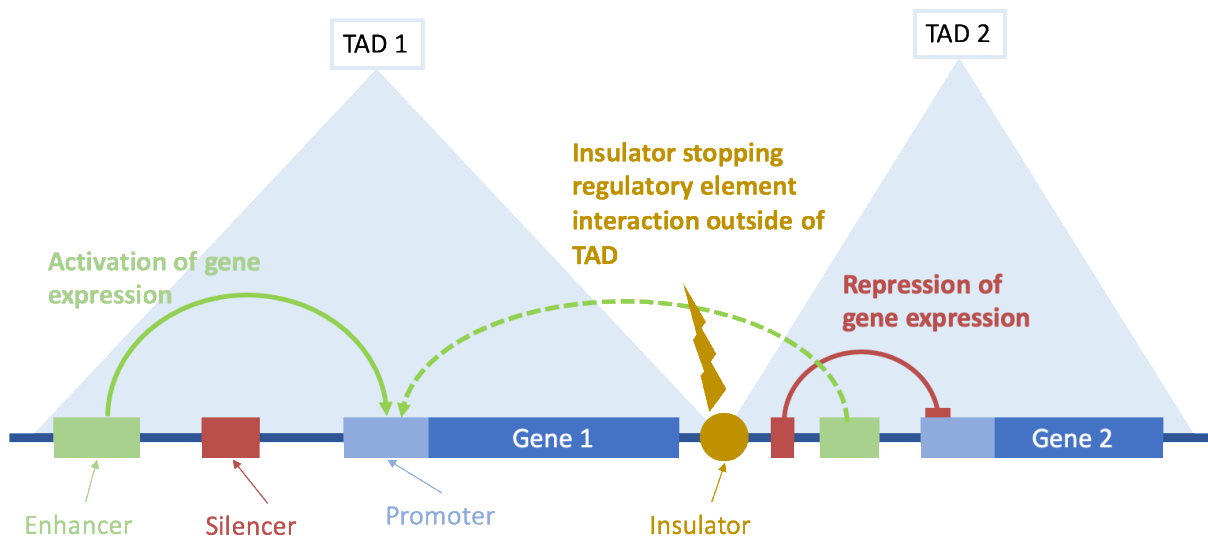 TAD 1
TAD 2
Insulator stopping
regulatory element
interaction outside of
TAD
Activation of gene
expression
Repression of
gene expression
Gene 1
Gene 2
Enhancer
Silencer
Promoter
Insulator